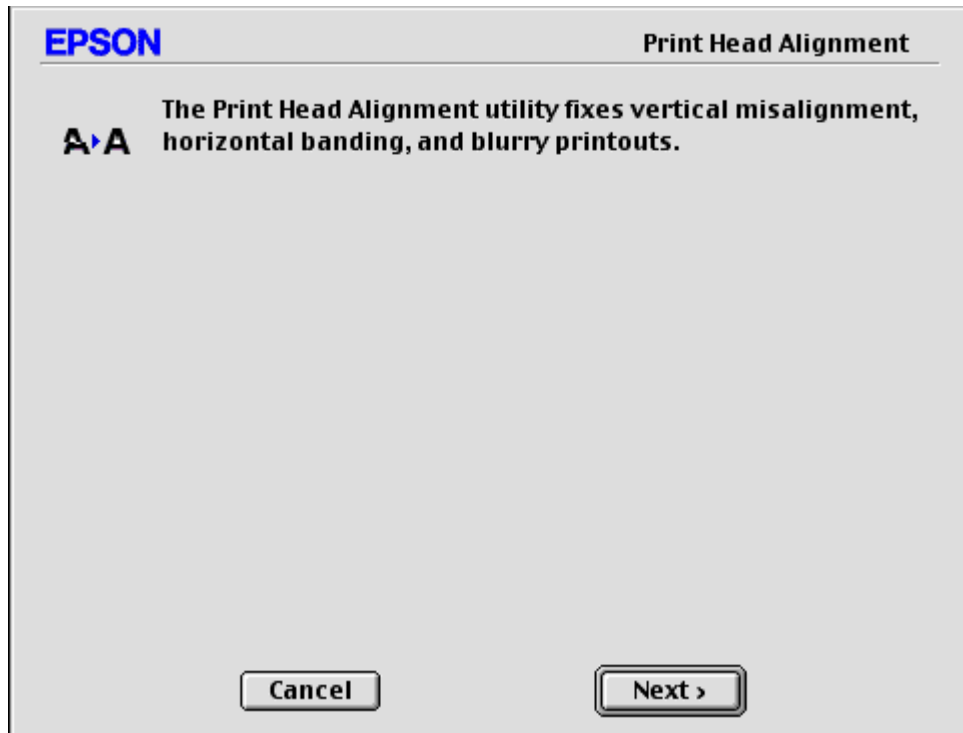 EPSON
Print Head Alignment
The Print Head Alignment utility fixes vertical misalignment,
horizontal banding, and blurry printouts.
A▸A
Cancel
Next ›